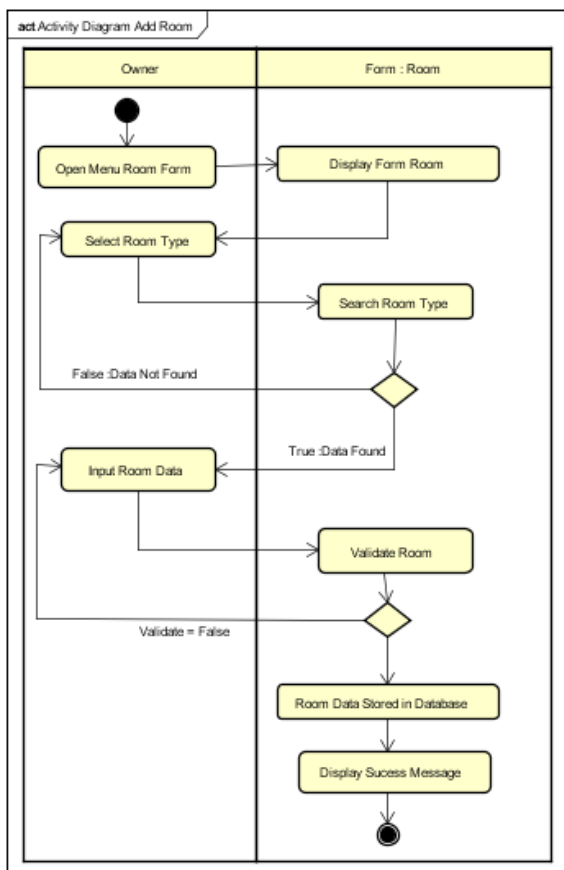 act Activity Diagram Add Room
Owner
Form : Room
Open Menu Room Form
Display Form Room
Select Room Type
Search Room Type
False :Data Not Found
True :Data Found
Input Room Data
Validate Room
Validate = False
Room Data Stored in Database
Display Sucess Message